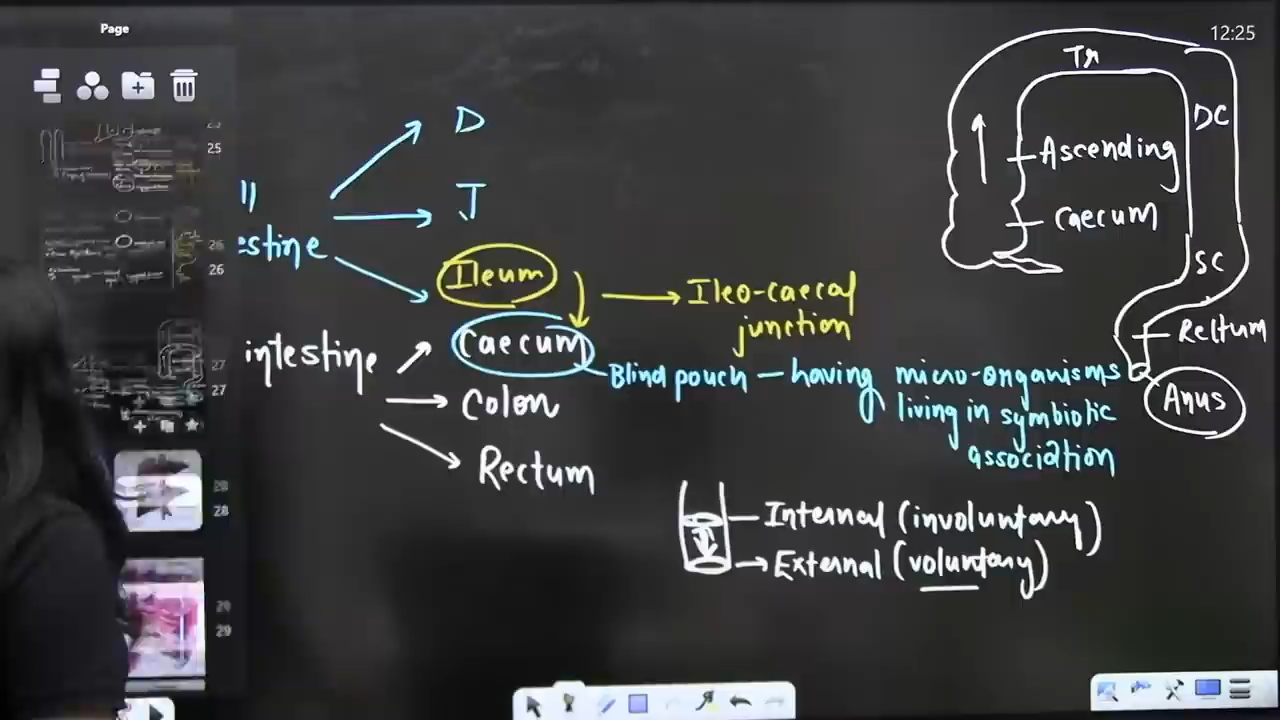 Page
12:25
25
26
26
27
27
28
28
29
29
D
J
Ileum
Ileo-caecal
junction
intestine
Caecum
Colon
Rectum
Blind pouch — having micro-organisms
living in symbiotic
association
Internal (involuntary)
External (voluntary)
Tr
DC
Ascending
Caecum
SC
Rectum
Anus